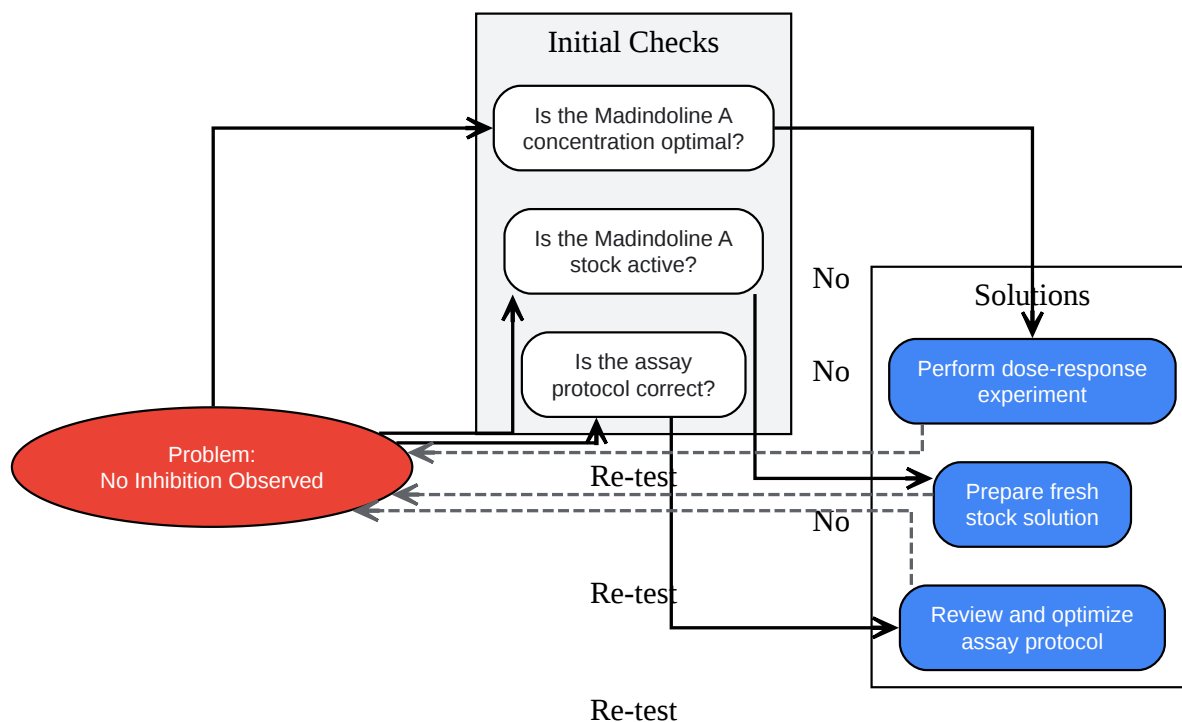 Initial Checks
Is the Madindoline A
concentration optimal?
Is the Madindoline A
stock active?
No
Solutions
Is the assay
protocol correct?
No
Perform dose-response
experiment
Problem:
No Inhibition Observed
Re-test
Prepare fresh
stock solution
No
Re-test
Review and optimize
assay protocol
Re-test